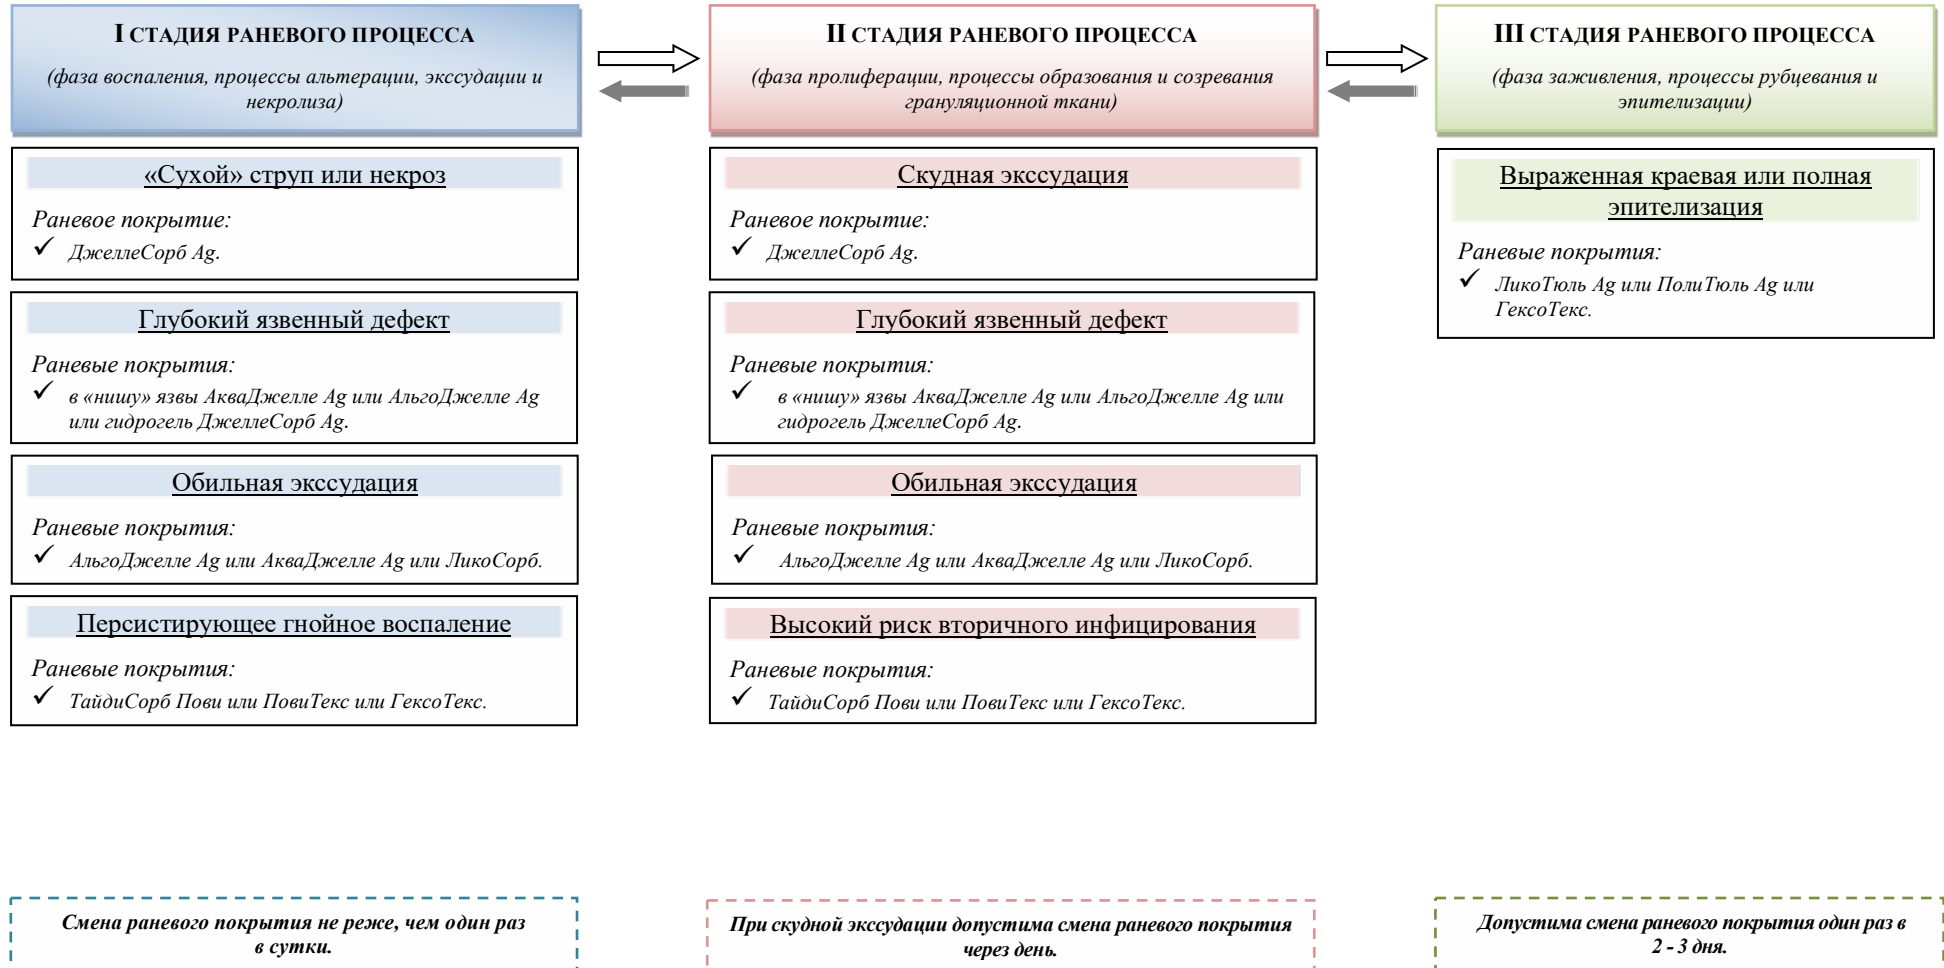 I СТАДИЯ РАНЕВОГО ПРОЦЕССА
(фаза воспаления, процессы альтерации, экссудации и
некролиза)
«Сухой» струп или некроз
Раневое покрытие:
✓ ДжеллеСорб Ag.
Глубокий язвенный дефект
Раневые покрытия:
✓ в «нишу» язвы АкваДжелле Ag или АльгоДжелле Ag
или гидрогель ДжеллеСорб Ag.
Обильная экссудация
Раневые покрытия:
✓ АльгоДжелле Ag или АкваДжелле Ag или ЛикоСорб.
Персистирующее гнойное воспаление
Раневые покрытия:
✓ ТайдиСорб Пови или ПовиТекс или ГексоТекс.
Смена раневого покрытия не реже, чем один раз
в сутки.
II СТАДИЯ РАНЕВОГО ПРОЦЕССА
(фаза пролиферации, процессы образования и созревания
грануляционной ткани)
Скудная экссудация
Раневое покрытие:
✓ ДжеллеСорб Ag.
Глубокий язвенный дефект
Раневые покрытия:
✓ в «нишу» язвы АкваДжелле Ag или АльгоДжелле Ag или
гидрогель ДжеллеСорб Ag.
Обильная экссудация
Раневые покрытия:
✓ АльгоДжелле Ag или АкваДжелле Ag или ЛикоСорб.
Высокий риск вторичного инфицирования
Раневые покрытия:
✓ ТайдиСорб Пови или ПовиТекс или ГексоТекс.
При скудной экссудации допустима смена раневого покрытия
через день.
III СТАДИЯ РАНЕВОГО ПРОЦЕССА
(фаза заживления, процессы рубцевания и
эпителизации)
Выраженная краевая или полная
эпителизация
Раневые покрытия:
✓ ЛикоТюль Ag или ПолиТюль Ag или
ГексоТекс.
Допустима смена раневого покрытия один раз в
2 - 3 дня.